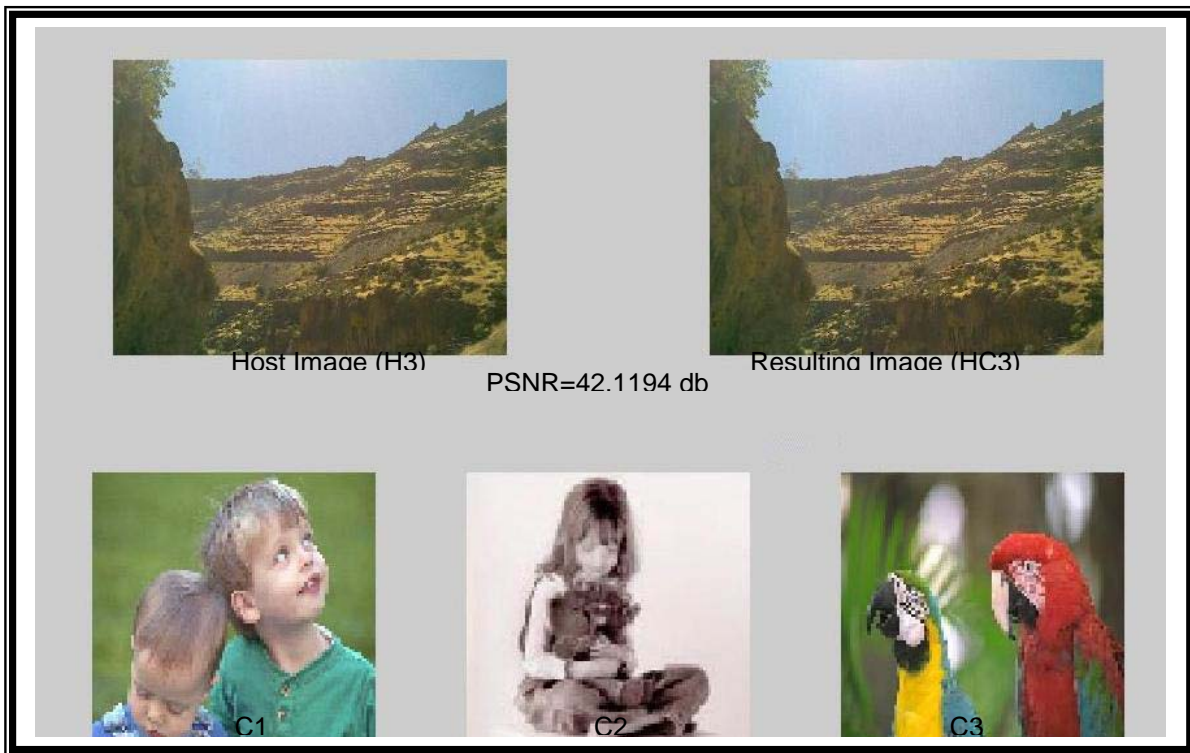 Host Image (H3)
Resulting Image (HC3)
PSNR=42.1194 db
C1
C2
C3